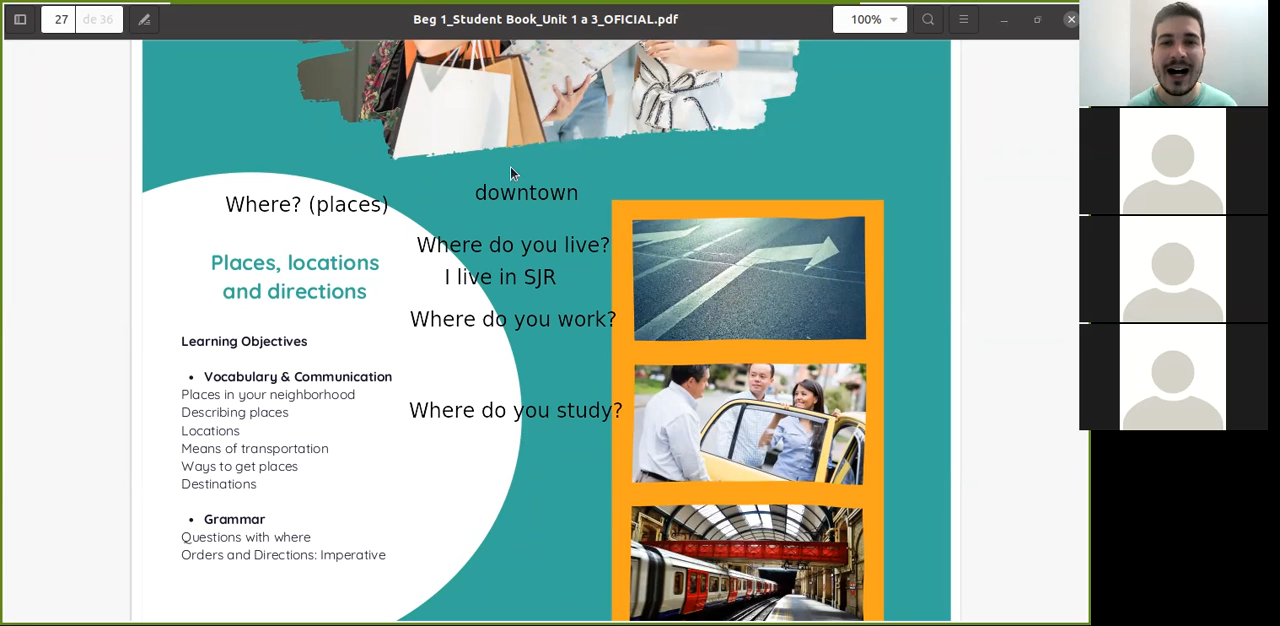 27
de 36
Beg 1_Student Book_Unit 1 a 3_OFICIAL.pdf
100%
Where? (places)
downtown
Where do you live?
I live in SJR
Where do you work?
Where do you study?
Places, locations
and directions
Learning Objectives
• Vocabulary & Communication
Places in your neighborhood
Describing places
Locations
Means of transportation
Ways to get places
Destinations
• Grammar
Questions with where
Orders and Directions: Imperative